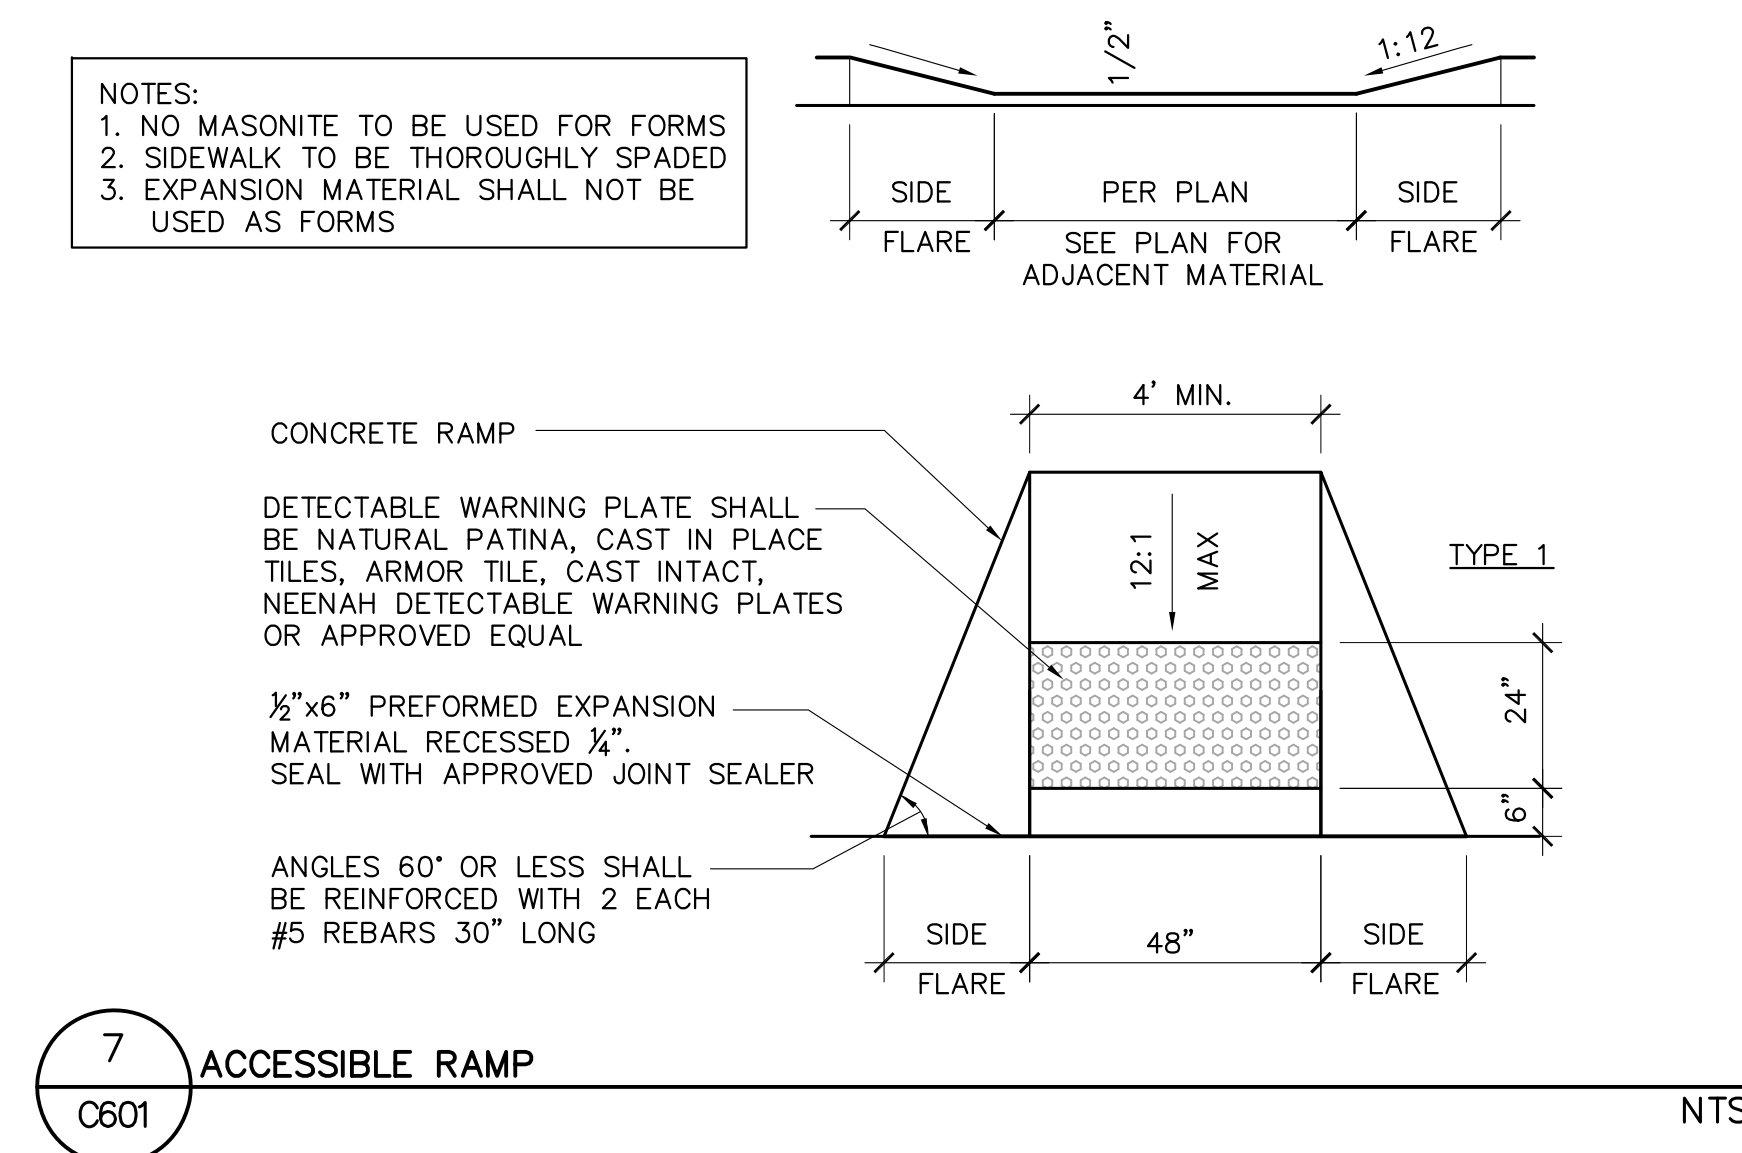 NOTES:
1. NO MASONITE TO BE USED FOR FORMS
2. SIDEWALK TO BE THOROUGHLY SPADED
3. EXPANSION MATERIAL SHALL NOT BE
USED AS FORMS
1/2"
1:12
SIDE
FLARE
PER PLAN
SEE PLAN FOR
ADJACENT MATERIAL
SIDE
FLARE
4' MIN.
CONCRETE RAMP
DETECTABLE WARNING PLATE SHALL
BE NATURAL PATINA, CAST IN PLACE
TILES, ARMOR TILE, CAST INTACT,
NEENAH DETECTABLE WARNING PLATES
OR APPROVED EQUAL
½"x6" PREFORMED EXPANSION
MATERIAL RECESSED ¼".
SEAL WITH APPROVED JOINT SEALER
ANGLES 60° OR LESS SHALL
BE REINFORCED WITH 2 EACH
#5 REBARS 30" LONG
12:1
MAX
TYPE 1
24"
6"
SIDE
FLARE
48"
SIDE
FLARE
7
C601
ACCESSIBLE RAMP
NTS